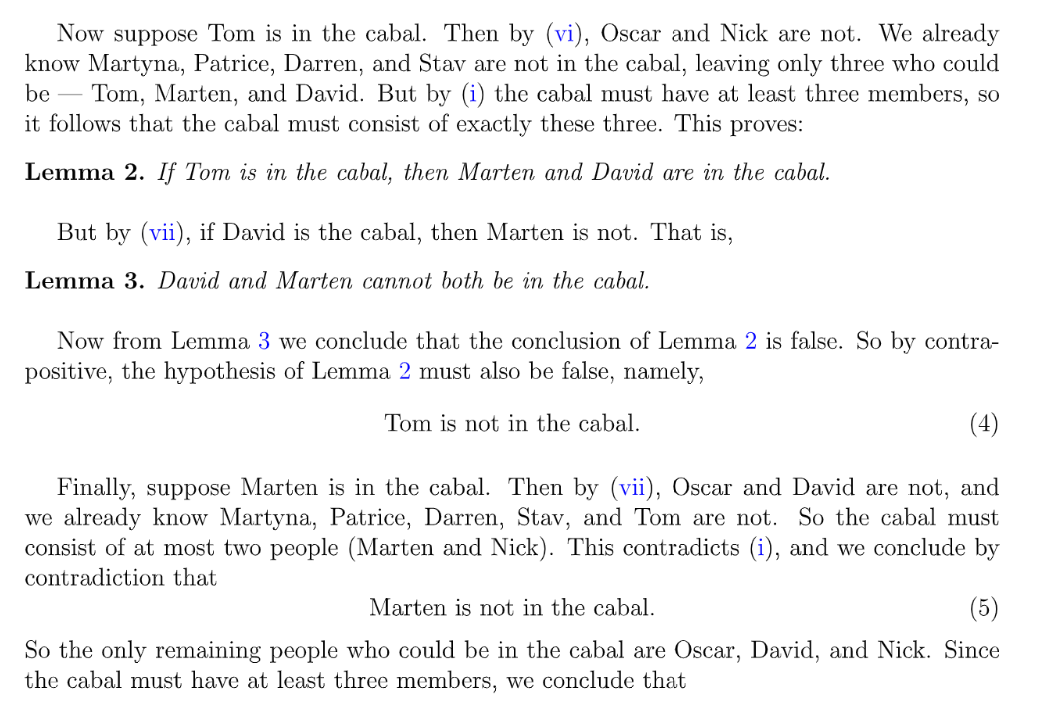 Now suppose Tom is in the cabal. Then by (vi), Oscar and Nick are not. We already
know Martyna, Patrice, Darren, and Stav are not in the cabal, leaving only three who could
be — Tom, Marten, and David. But by (i) the cabal must have at least three members, so
it follows that the cabal must consist of exactly these three. This proves:
Lemma 2. If Tom is in the cabal, then Marten and David are in the cabal.
But by (vii), if David is the cabal, then Marten is not. That is,
Lemma 3. David and Marten cannot both be in the cabal.
Now from Lemma 3 we conclude that the conclusion of Lemma 2 is false. So by contra-
positive, the hypothesis of Lemma 2 must also be false, namely,
Tom is not in the cabal. (4)
Finally, suppose Marten is in the cabal. Then by (vii), Oscar and David are not, and
we already know Martyna, Patrice, Darren, Stav, and Tom are not. So the cabal must
consist of at most two people (Marten and Nick). This contradicts (i), and we conclude by
contradiction that
Marten is not in the cabal. (5)
So the only remaining people who could be in the cabal are Oscar, David, and Nick. Since
the cabal must have at least three members, we conclude that